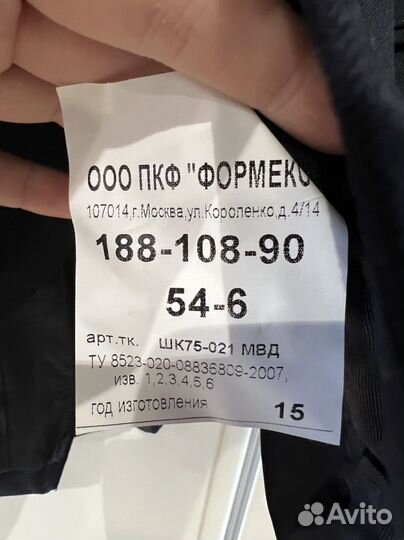 ООО ПКФ "ФОРМЕКС
107014,г.Москва,ул.Короленко,д.4/14
188-108-90
54-6
арт.тк. ШК75-021 МВД
ТУ 8523-020-08836809-2007,
изв. 1,2,3,4,5,6
год изготовления 15
Avito